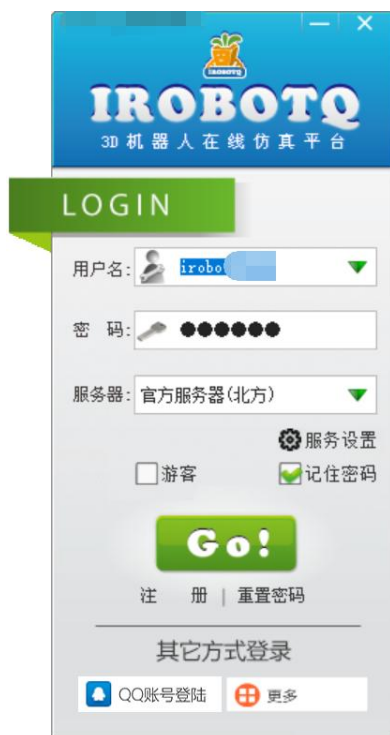 IROBOTQ
IROBOTQ
3D 机器人在线仿真平台
LOGIN
用户名: irobo
密 码: ●●●●●●
服务器: 官方服务器(北方)
服务设置
游客 记住密码
Go!
注 册 | 重置密码
其它方式登录
QQ账号登陆 更多